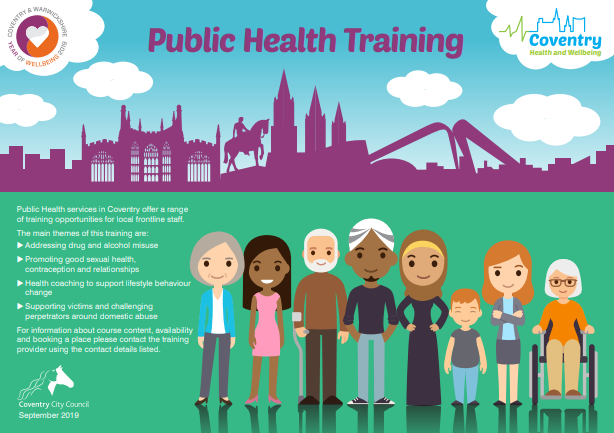 COVENTRY & WARWICKSHIRE
YEAR OF WELLBEING 2019
Public Health Training
Coventry
Health and Wellbeing
Public Health services in Coventry offer a range
of training opportunities for local frontline staff.
The main themes of this training are:
Addressing drug and alcohol misuse
Promoting good sexual health,
contraception and relationships
Health coaching to support lifestyle behaviour
change
Supporting victims and challenging
perpetrators around domestic abuse
For information about course content, availability
and booking a place please contact the training
provider using the contact details listed.
Coventry City Council
September 2019